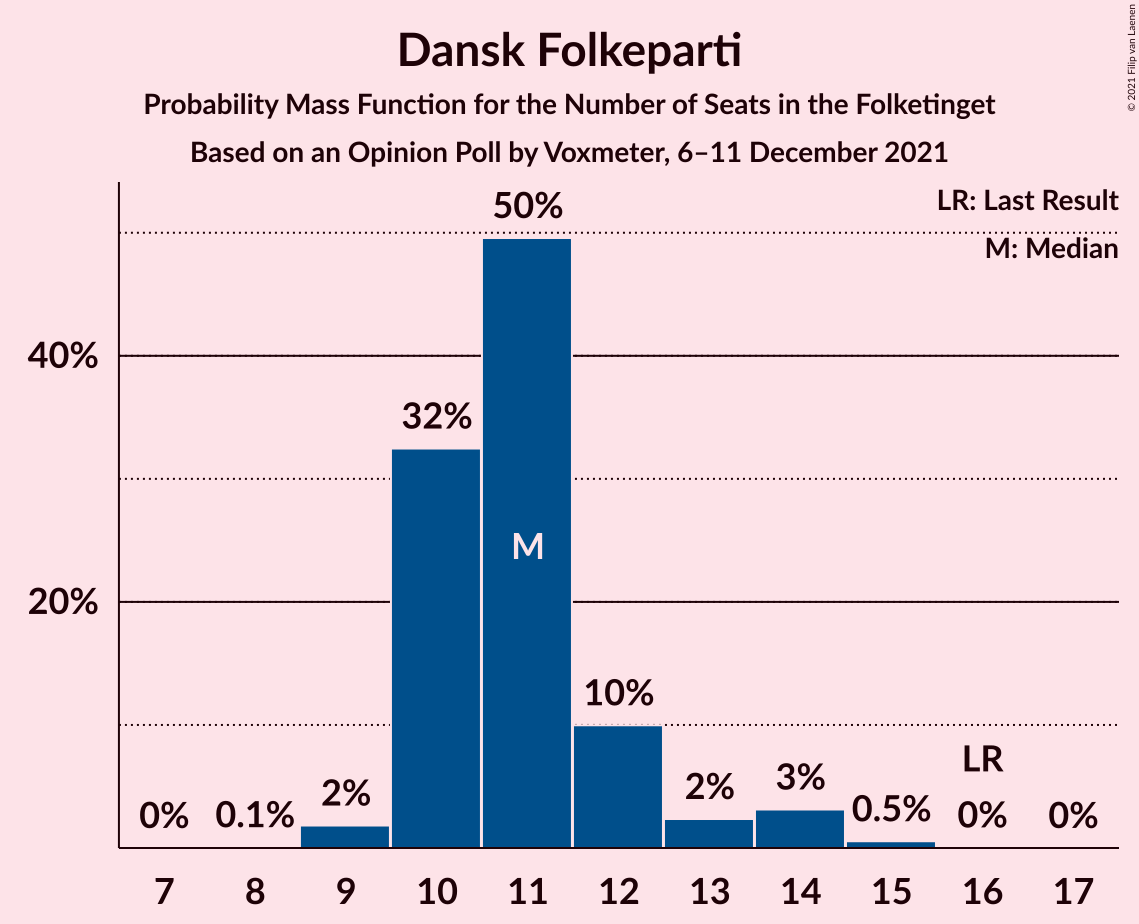 Dansk Folkeparti
Probability Mass Function for the Number of Seats in the Folketinget
Based on an Opinion Poll by Voxmeter, 6–11 December 2021
© 2021 Filip van Laenen
LR: Last Result
M: Median
50%
40%
32%
M
20%
10%
LR
0% 0.1% 2% 2% 3% 0.5% 0% 0%
7 8 9 10 11 12 13 14 15 16 17